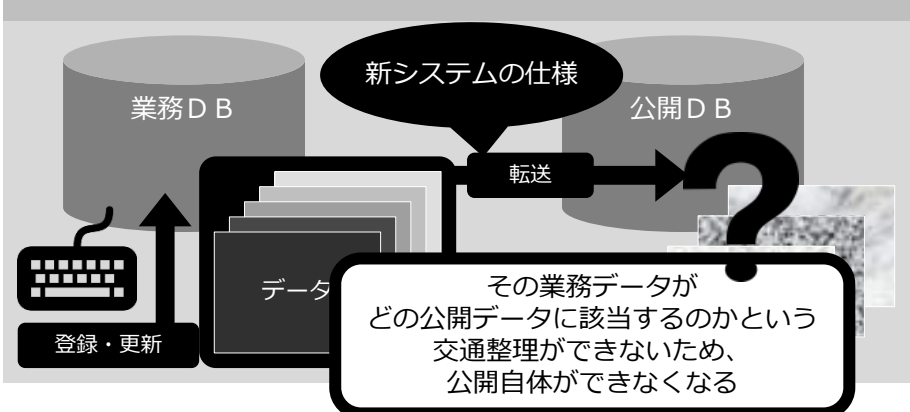 新システムの仕様
業務ＤＢ
公開ＤＢ
転送
?
データ
登録・更新
その業務データが
どの公開データに該当するのかという
交通整理ができないため、
公開自体ができなくなる